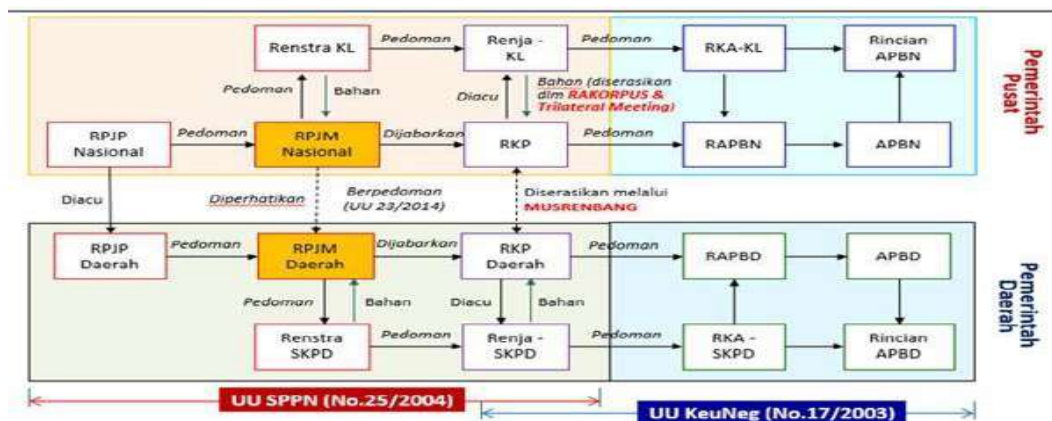 Renstra KL
Pedoman
Renja -
KL
Pedoman
RKA-KL
Rincian
APBN
Pedoman
Bahan
Diacu
Bahan (diserasikan
dlm RAKORPUS &
Trilateral Meeting)
RPJP
Nasional
Pedoman
RPJM
Nasional
Dijabarkan
RKP
Pedoman
RAPBN
APBN
Pemerintah
Pusat
Diacu
Diperhatikan
Berpedoman
(UU 23/2014)
Diserasikan melalui
MUSRENBANG
RPJP
Daerah
Pedoman
RPJM
Daerah
Dijabarkan
RKP
Daerah
Pedoman
RAPBD
APBD
Pedoman
Bahan
Diacu
Bahan
Renstra
SKPD
Pedoman
Renja -
SKPD
Pedoman
RKA -
SKPD
Rincian
APBD
Pemerintah
Daerah
UU SPPN (No.25/2004)
UU KeuNeg (No.17/2003)